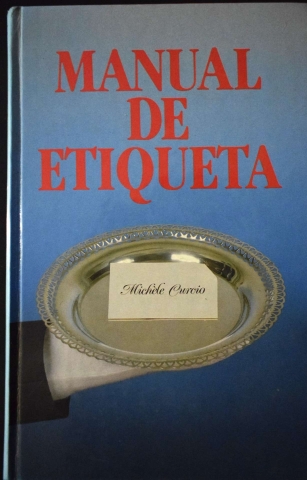 MANUAL
DE
ETIQUETA
Michèle Curcio